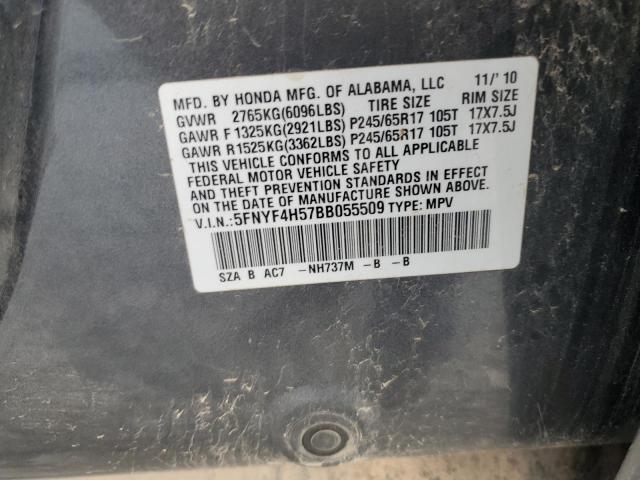 MFD. BY HONDA MFG. OF ALABAMA, LLC 11/' 10
GVWR 2765KG(6096LBS) TIRE SIZE RIM SIZE
GAWR F 1325KG(2921LBS) P245/65R17 105T 17X7.5J
GAWR R1525KG(3362LBS) P245/65R17 105T 17X7.5J
THIS VEHICLE CONFORMS TO ALL APPLICABLE
FEDERAL MOTOR VEHICLE SAFETY
AND THEFT PREVENTION STANDARDS IN EFFECT
ON THE DATE OF MANUFACTURE SHOWN ABOVE.
V.I.N.:5FNYF4H57BB055509 TYPE: MPV
SZA B AC7 -NH737M -B -B